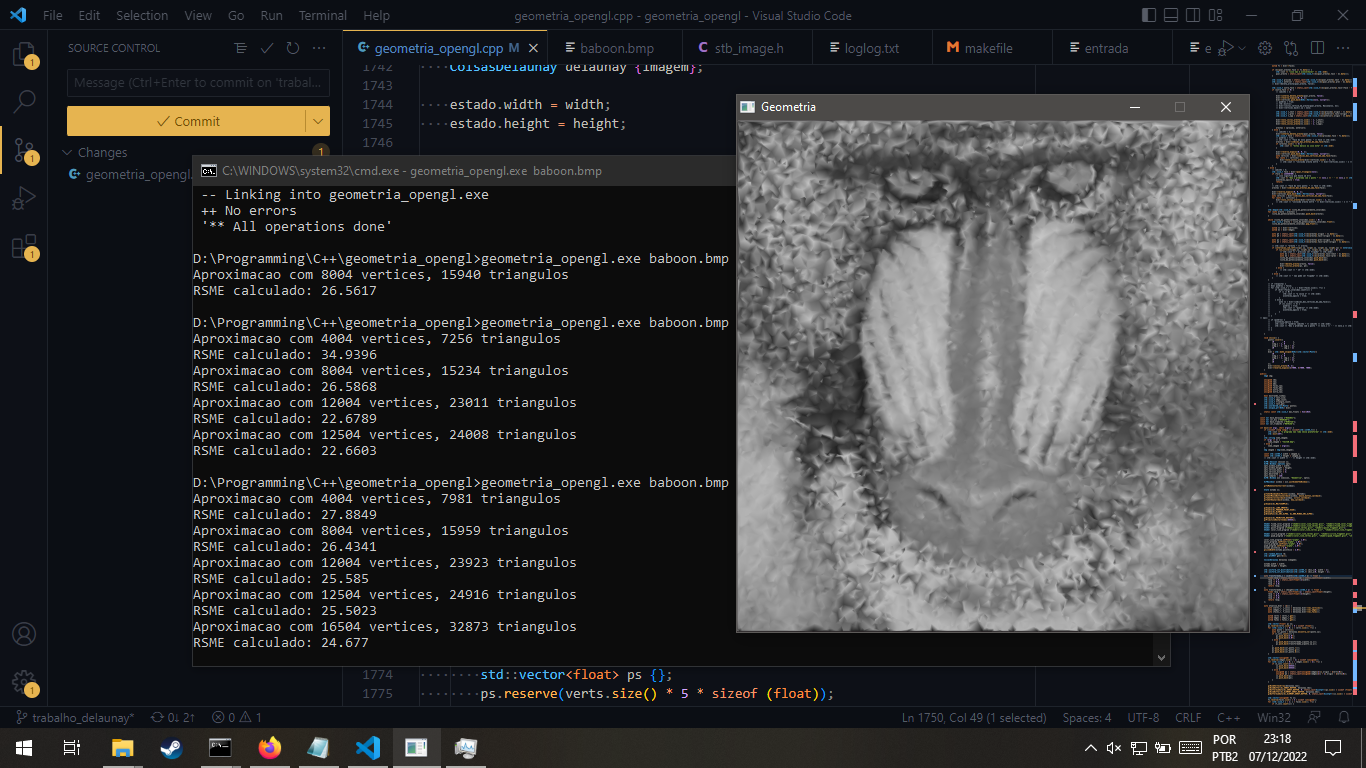 File Edit Selection View Go Run Terminal Help geometria_opengl.cpp - geometria_opengl - Visual Studio Code
SOURCE CONTROL
geometria_opengl.cpp M baboon.bmp stb_image.h loglog.txt makefile entrada e
Message (Ctrl+Enter to commit on 'trabal...
Commit
Changes 1
geometria_opengl.
1742 ····CoisasDelaunay delaunay {imagem};
1743
1744 ····estado.width = width;
1745 ····estado.height = height;
1746
Geometria
C:\WINDOWS\system32\cmd.exe - geometria_opengl.exe baboon.bmp
-- Linking into geometria_opengl.exe
++ No errors
'** All operations done'
D:\Programming\C++\geometria_opengl>geometria_opengl.exe baboon.bmp
Aproximacao com 8004 vertices, 15940 triangulos
RSME calculado: 26.5617
D:\Programming\C++\geometria_opengl>geometria_opengl.exe baboon.bmp
Aproximacao com 4004 vertices, 7256 triangulos
RSME calculado: 34.9396
Aproximacao com 8004 vertices, 15234 triangulos
RSME calculado: 26.5868
Aproximacao com 12004 vertices, 23011 triangulos
RSME calculado: 22.6789
Aproximacao com 12504 vertices, 24008 triangulos
RSME calculado: 22.6603
D:\Programming\C++\geometria_opengl>geometria_opengl.exe baboon.bmp
Aproximacao com 4004 vertices, 7981 triangulos
RSME calculado: 27.8849
Aproximacao com 8004 vertices, 15959 triangulos
RSME calculado: 26.4341
Aproximacao com 12004 vertices, 23923 triangulos
RSME calculado: 25.585
Aproximacao com 12504 vertices, 24916 triangulos
RSME calculado: 25.5023
Aproximacao com 16504 vertices, 32873 triangulos
RSME calculado: 24.677
1774 ········std::vector<float> ps {};
1775 ········ps.reserve(verts.size() * 5 * sizeof (float));
trabalho_delaunay* 0↓ 2↑ 0 1 Ln 1750, Col 49 (1 selected) Spaces: 4 UTF-8 CRLF C++ Win32
POR 23:18
PTB2 07/12/2022